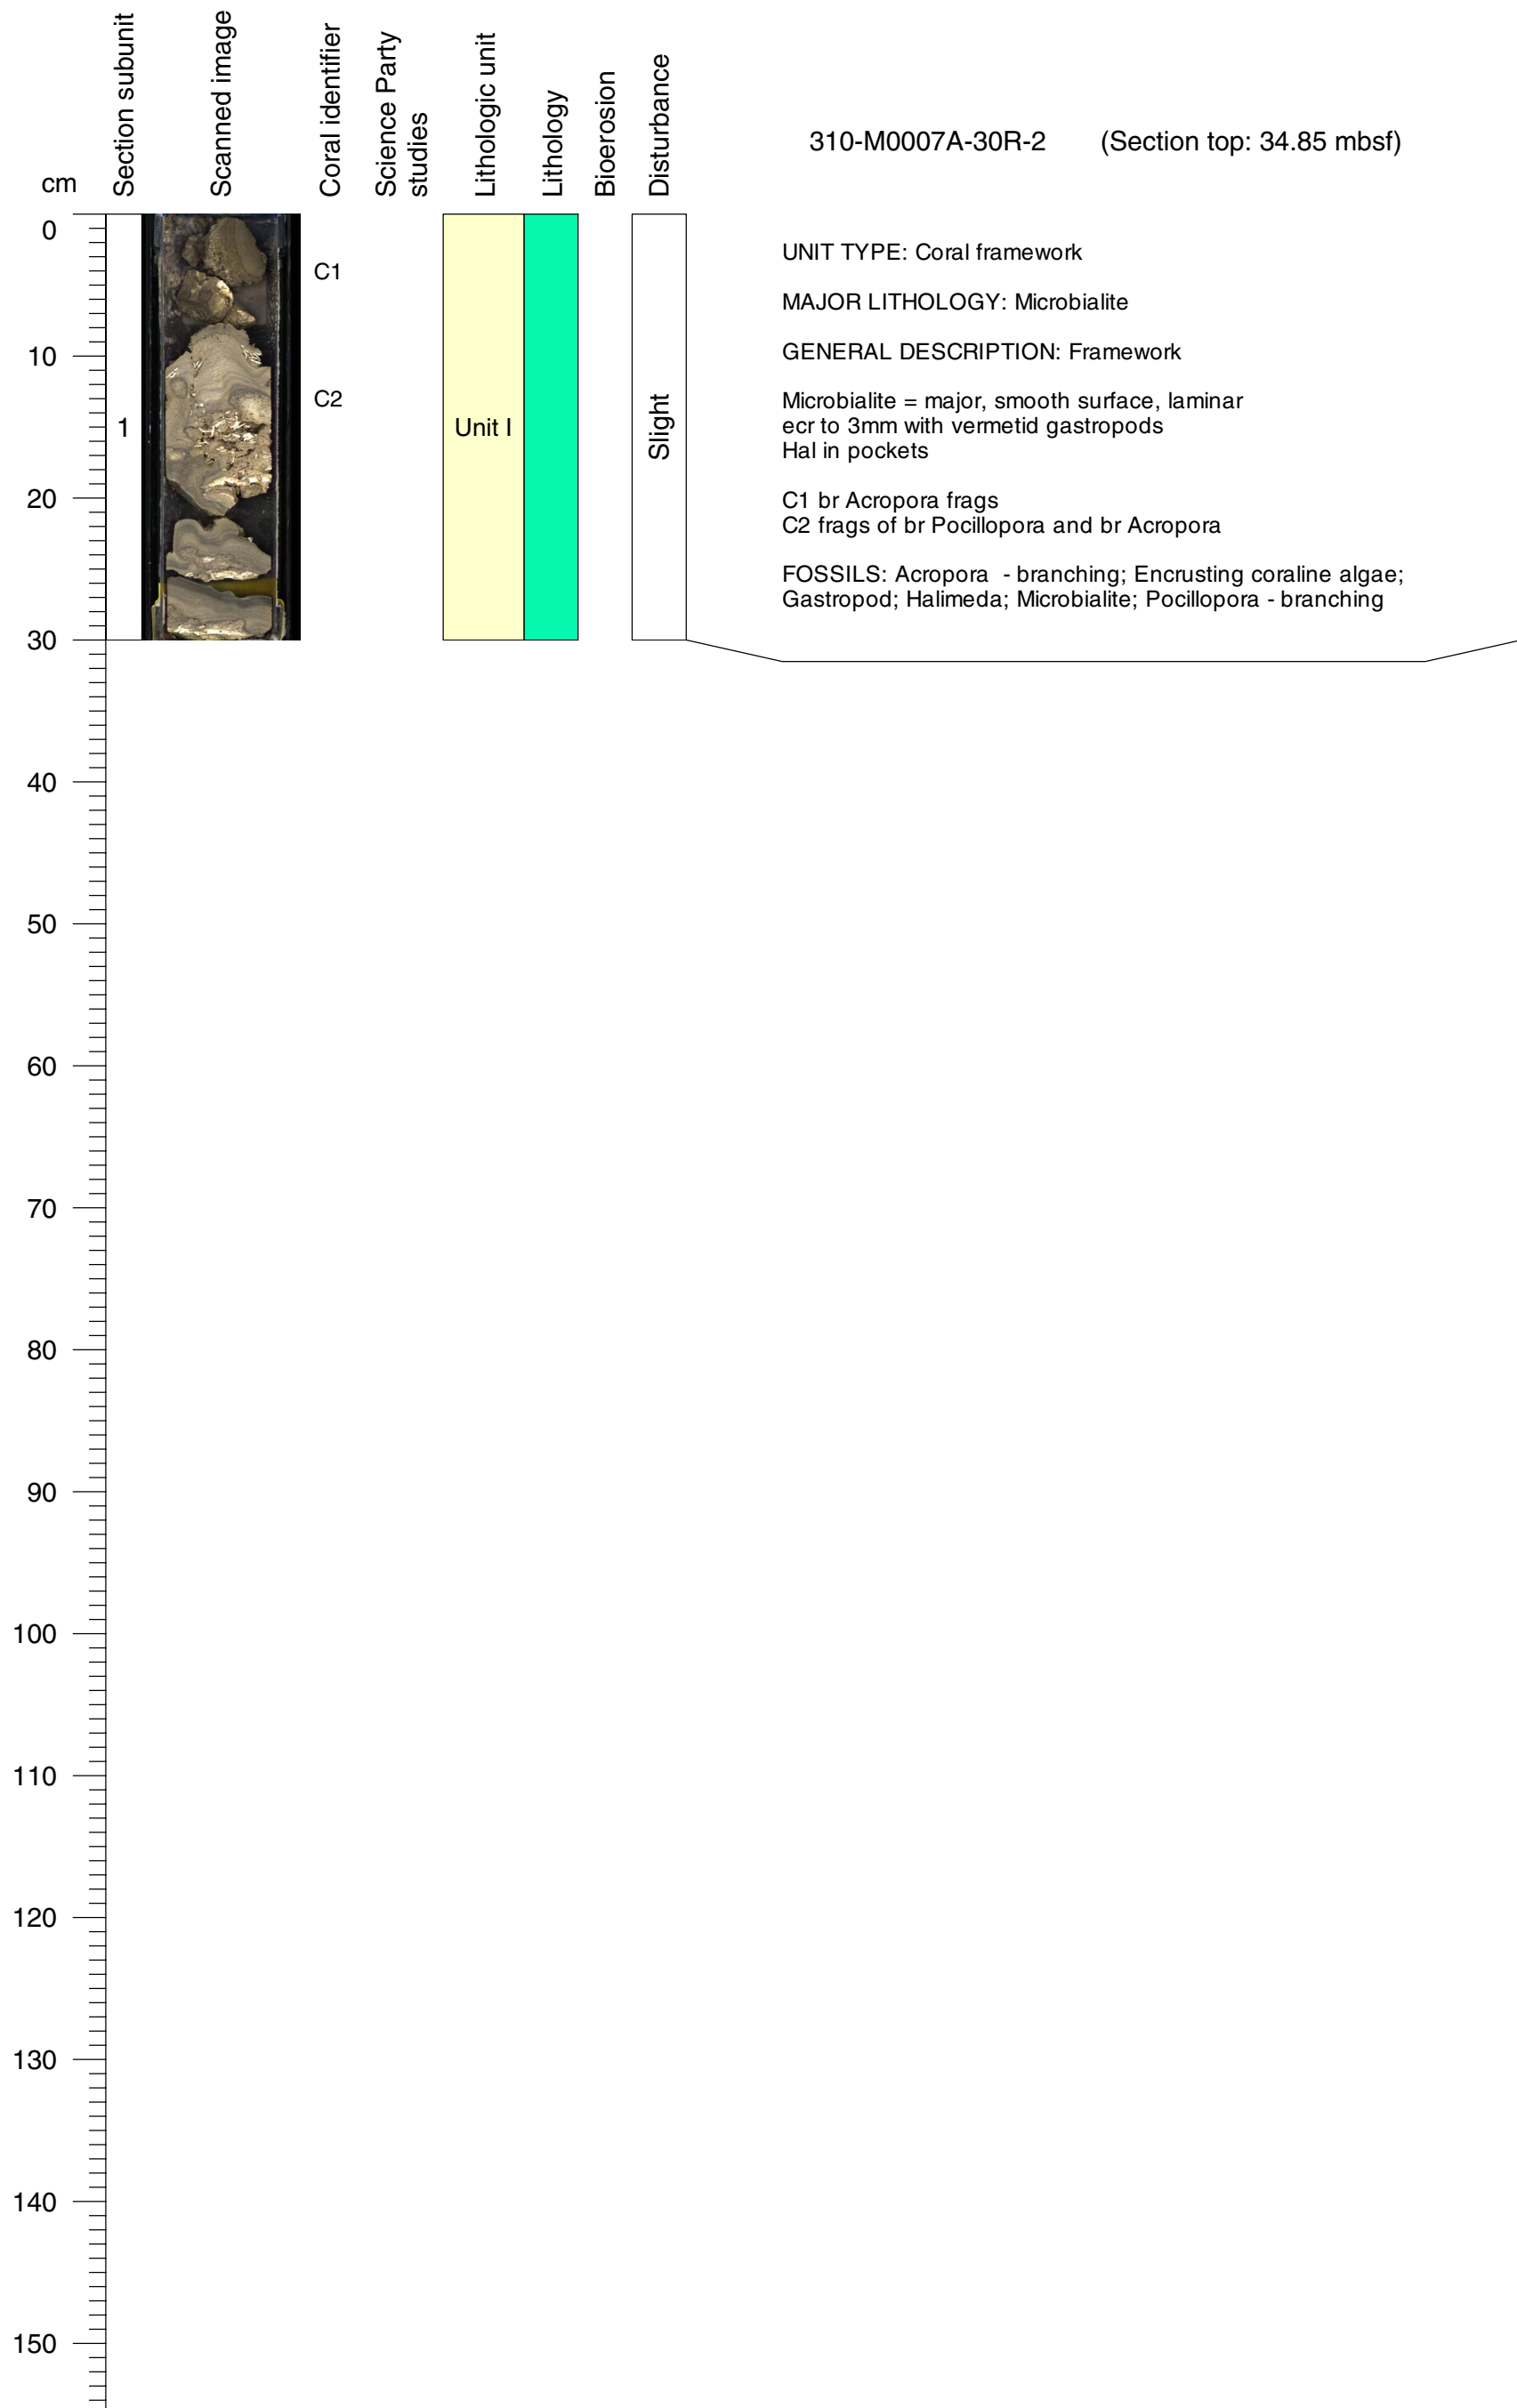 cm
Section subunit
Scanned image
Coral identifier
Science Party
studies
Lithologic unit
Lithology
Bioerosion
Disturbance
310-M0007A-30R-2 (Section top: 34.85 mbsf)
0
10
20
30
40
50
60
70
80
90
100
110
120
130
140
150
1
C1
C2
Unit I
Slight
UNIT TYPE: Coral framework
MAJOR LITHOLOGY: Microbialite
GENERAL DESCRIPTION: Framework
Microbialite = major, smooth surface, laminar
ecr to 3mm with vermetid gastropods
Hal in pockets
C1 br Acropora frags
C2 frags of br Pocillopora and br Acropora
FOSSILS: Acropora - branching; Encrusting coraline algae;
Gastropod; Halimeda; Microbialite; Pocillopora - branching